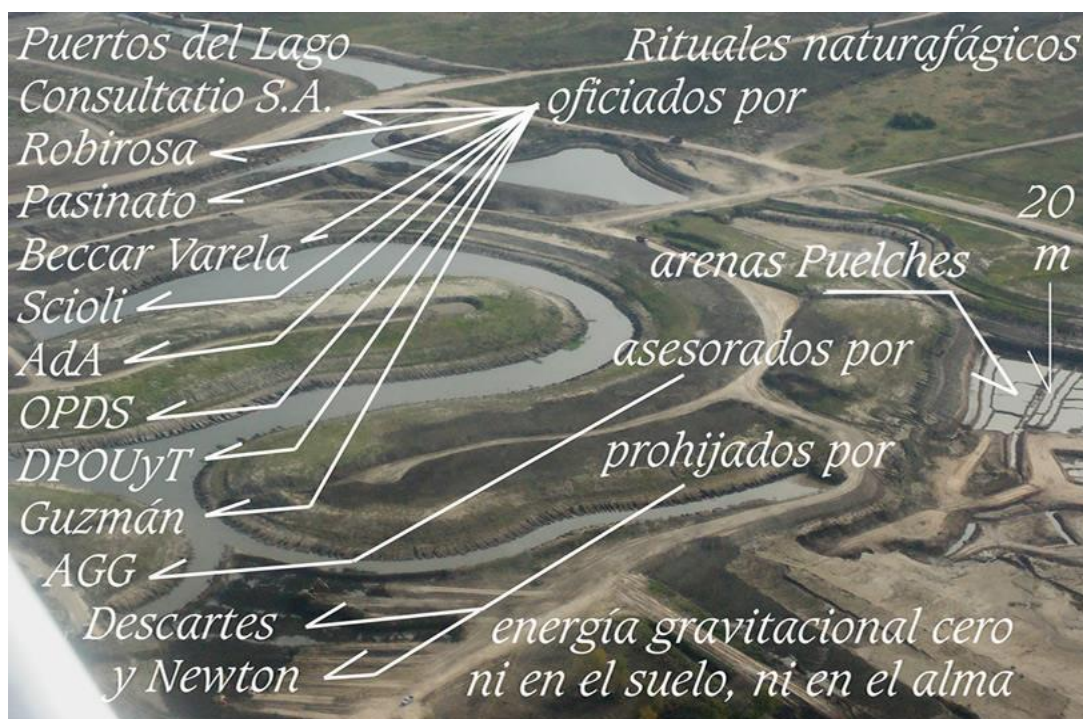 Puertos del Lago
Consultatio S.A.
Robirosa
Pasinato
Beccar Varela
Scioli
AdA
OPDS
DPOUyT
Guzmán
AGG
Descartes
y Newton
Rituales naturafágicos
oficiados por
20
m
arenas Puelches
asesorados por
prohijados por
energía gravitacional cero
ni en el suelo, ni en el alma